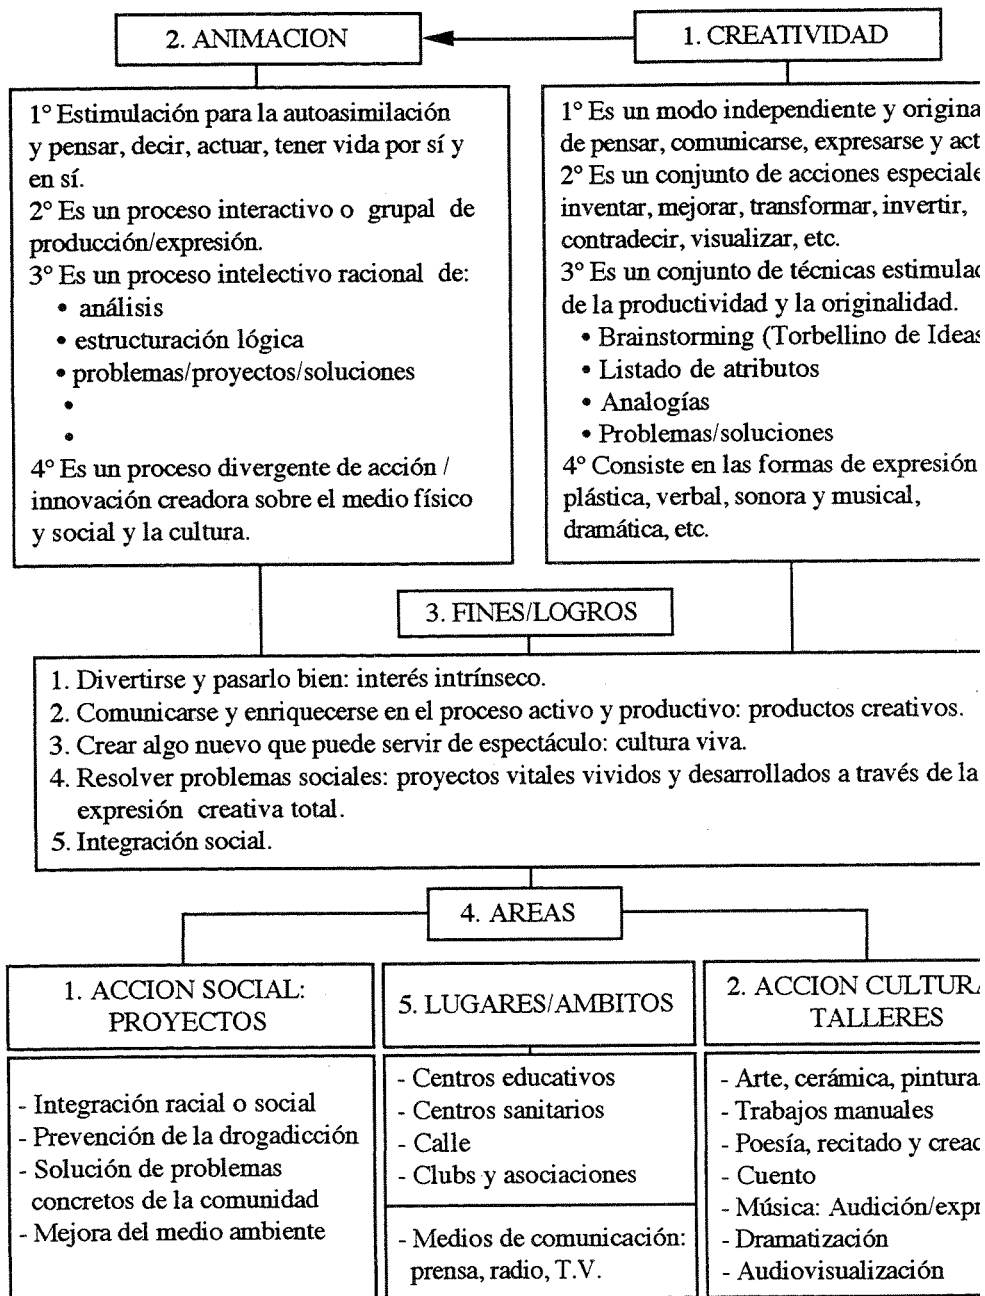 2. ANIMACION
1º Estimulación para la autoasimilación
y pensar, decir, actuar, tener vida por sí y
en sí.
2º Es un proceso interactivo o grupal de
producción/expresión.
3º Es un proceso intelectivo racional de:
• análisis
• estructuración lógica
• problemas/proyectos/soluciones
•
•
4º Es un proceso divergente de acción /
innovación creadora sobre el medio físico
y social y la cultura.
1. CREATIVIDAD
1º Es un modo independiente y origina
de pensar, comunicarse, expresarse y act
2º Es un conjunto de acciones especiale
inventar, mejorar, transformar, invertir,
contradecir, visualizar, etc.
3º Es un conjunto de técnicas estimulad
de la productividad y la originalidad.
• Brainstorming (Torbellino de Ideas
• Listado de atributos
• Analogías
• Problemas/soluciones
4º Consiste en las formas de expresión
plástica, verbal, sonora y musical,
dramática, etc.
3. FINES/LOGROS
1. Divertirse y pasarlo bien: interés intrínseco.
2. Comunicarse y enriquecerse en el proceso activo y productivo: productos creativos.
3. Crear algo nuevo que puede servir de espectáculo: cultura viva.
4. Resolver problemas sociales: proyectos vitales vividos y desarrollados a través de la
expresión creativa total.
5. Integración social.
4. AREAS
1. ACCION SOCIAL:
PROYECTOS
- Integración racial o social
- Prevención de la drogadicción
- Solución de problemas
concretos de la comunidad
- Mejora del medio ambiente
5. LUGARES/AMBITOS
- Centros educativos
- Centros sanitarios
- Calle
- Clubs y asociaciones
- Medios de comunicación:
prensa, radio, T.V.
2. ACCION CULTURA
TALLERES
- Arte, cerámica, pintura
- Trabajos manuales
- Poesía, recitado y creac
- Cuento
- Música: Audición/expr
- Dramatización
- Audiovisualización